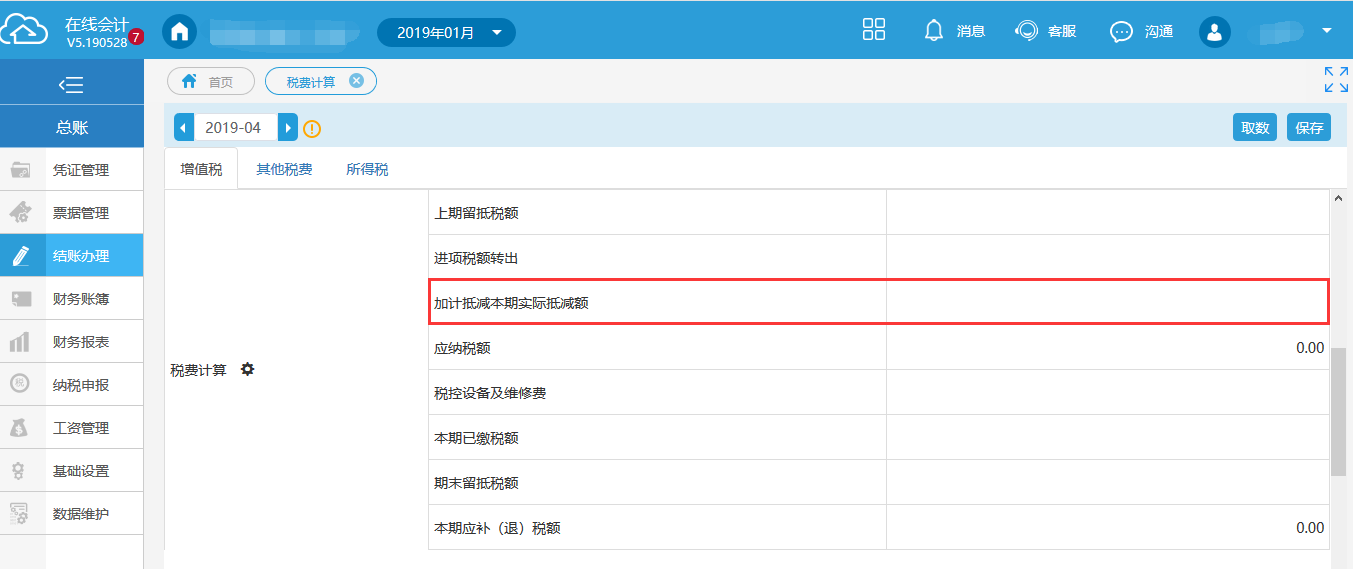 在线会计
V5.190528
7
2019年01月
消息
客服
沟通
首页
税费计算
总账
2019-04
取数
保存
凭证管理
票据管理
结账办理
财务账簿
财务报表
税
纳税申报
工资管理
基础设置
数据维护
增值税
其他税费
所得税
税费计算
上期留抵税额
进项税额转出
加计抵减本期实际抵减额
应纳税额
0.00
税控设备及维修费
本期已缴税额
期末留抵税额
本期应补（退）税额
0.00